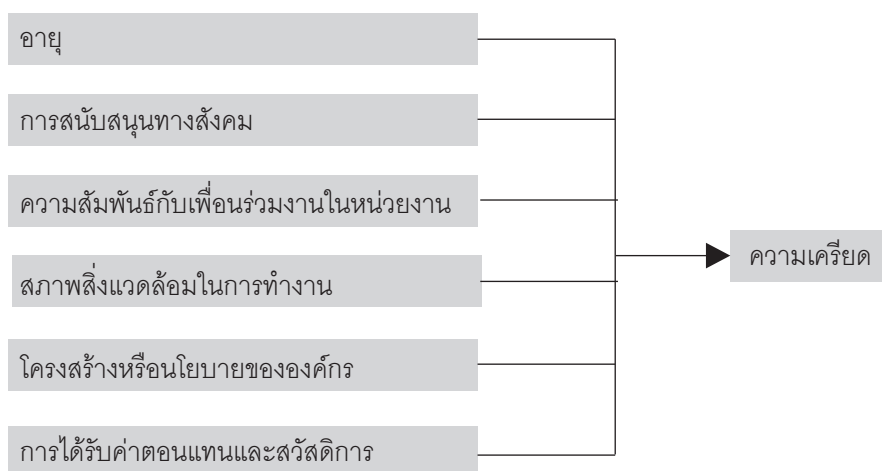 อายุ
การสนับสนุนทางสังคม
ความสัมพันธ์กับเพื่อนร่วมงานในหน่วยงาน
สภาพสิ่งแวดล้อมในการทำงาน
ความเครียด
โครงสร้างหรือนโยบายขององค์กร
การได้รับค่าตอนแทนและสวัสดิการ